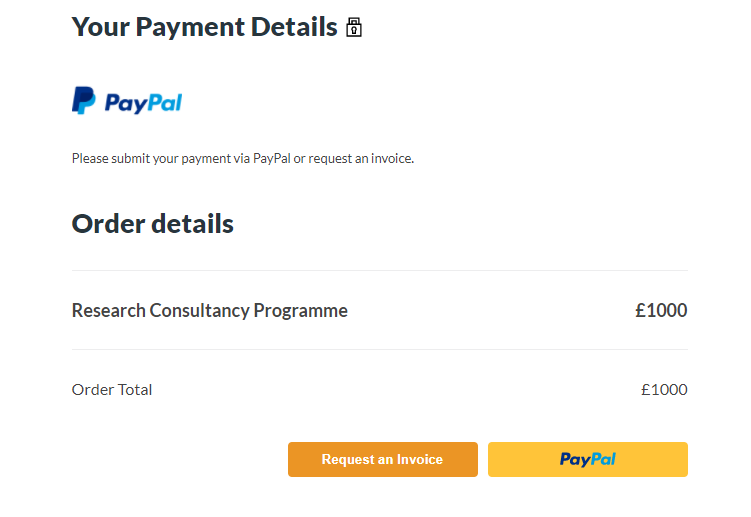 Your Payment Details
PayPal
Please submit your payment via PayPal or request an invoice.
Order details
Research Consultancy Programme £1000
Order Total £1000
Request an Invoice PayPal